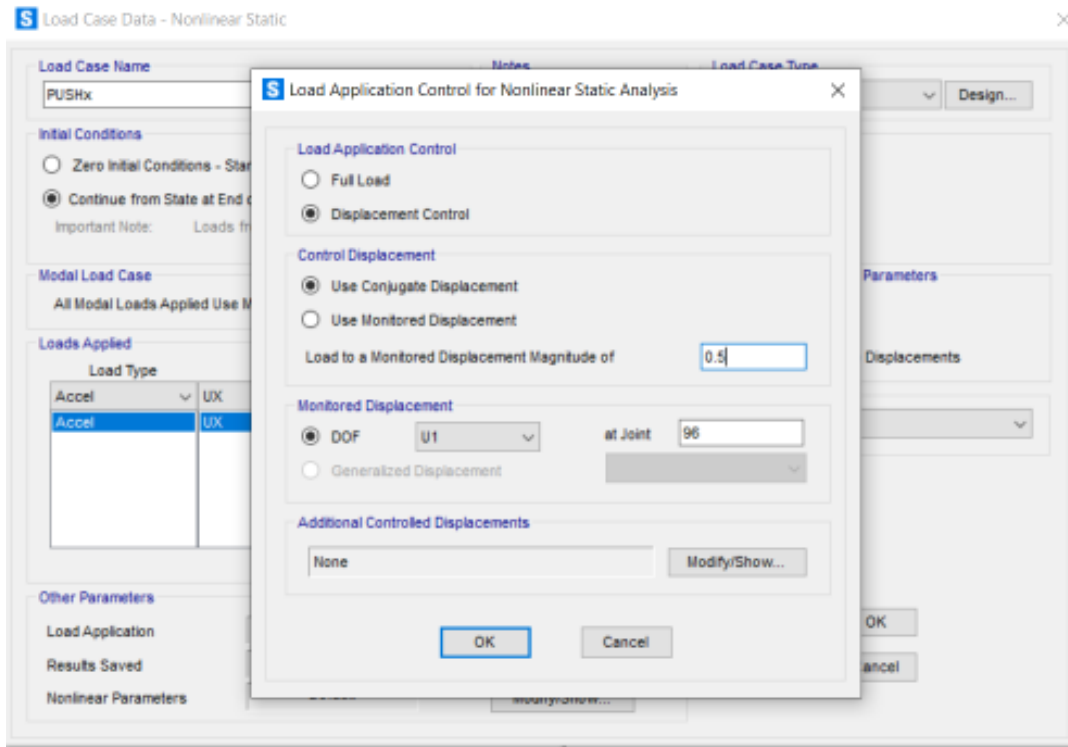 S Load Case Data - Nonlinear Static
Load Case Name
Notes
Load Case Type
PUSHx
Design...
Initial Conditions
Zero Initial Conditions - Star
Continue from State at End o
Important Note: Loads fr
Modal Load Case
All Modal Loads Applied Use M
Parameters
Displacements
Loads Applied
Load Type
Accel UX
Accel UX
Other Parameters
Load Application
Results Saved
Nonlinear Parameters
Modify/Show...
OK
ancel
S Load Application Control for Nonlinear Static Analysis
Load Application Control
Full Load
Displacement Control
Control Displacement
Use Conjugate Displacement
Use Monitored Displacement
Load to a Monitored Displacement Magnitude of 0.5
Monitored Displacement
DOF U1 at Joint 96
Generalized Displacement
Additional Controlled Displacements
None Modify/Show...
OK Cancel